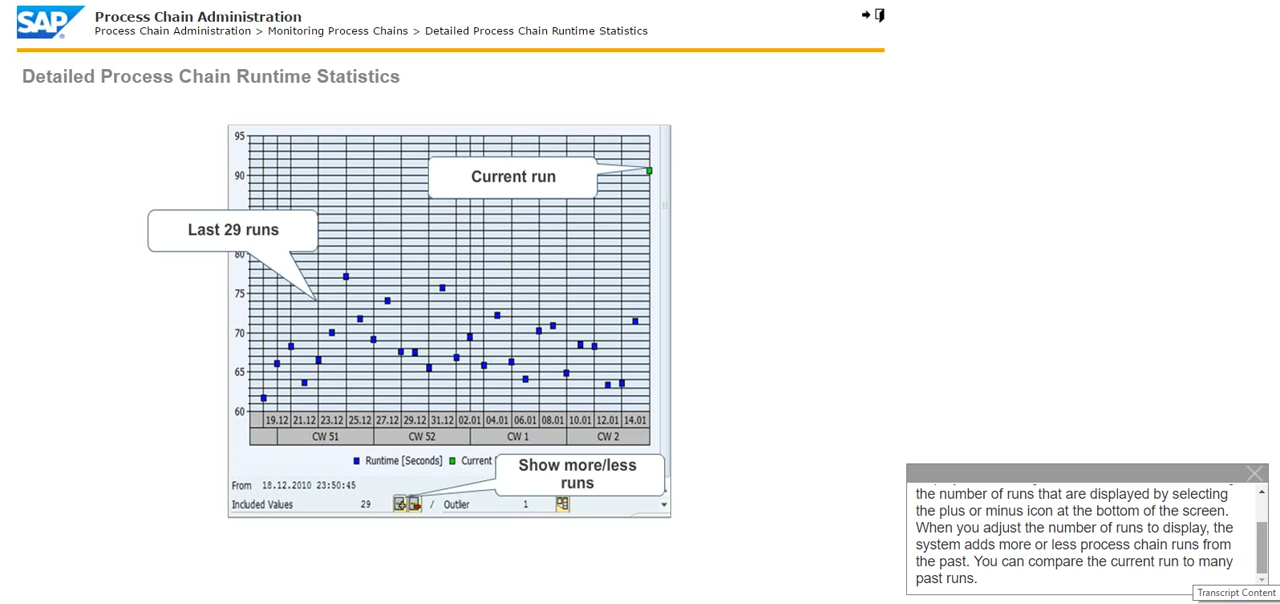 SAP
Process Chain Administration
Process Chain Administration > Monitoring Process Chains > Detailed Process Chain Runtime Statistics
Detailed Process Chain Runtime Statistics
95
90
Current run
Last 29 runs
80
75
70
65
60
19.12 21.12 23.12 25.12 27.12 29.12 31.12 02.01 04.01 06.01 08.01 10.01 12.01 14.01
CW 51 CW 52 CW 1 CW 2
Runtime [Seconds] Current
Show more/less
runs
From 18.12.2010 23:50:45
Included Values 29 / Outlier 1
the number of runs that are displayed by selecting
the plus or minus icon at the bottom of the screen.
When you adjust the number of runs to display, the
system adds more or less process chain runs from
the past. You can compare the current run to many
past runs.
Transcript Content